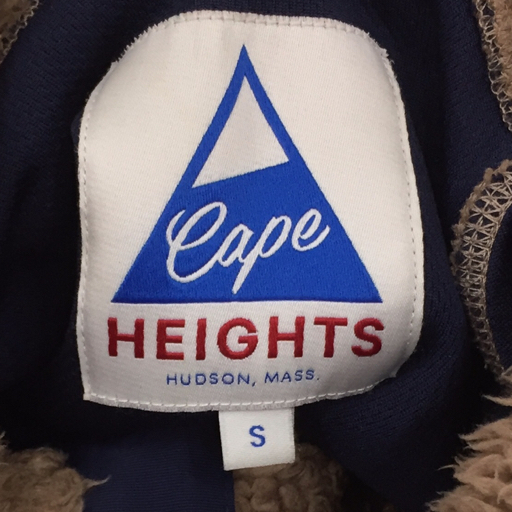 Cape
HEIGHTS
HUDSON, MASS.
S